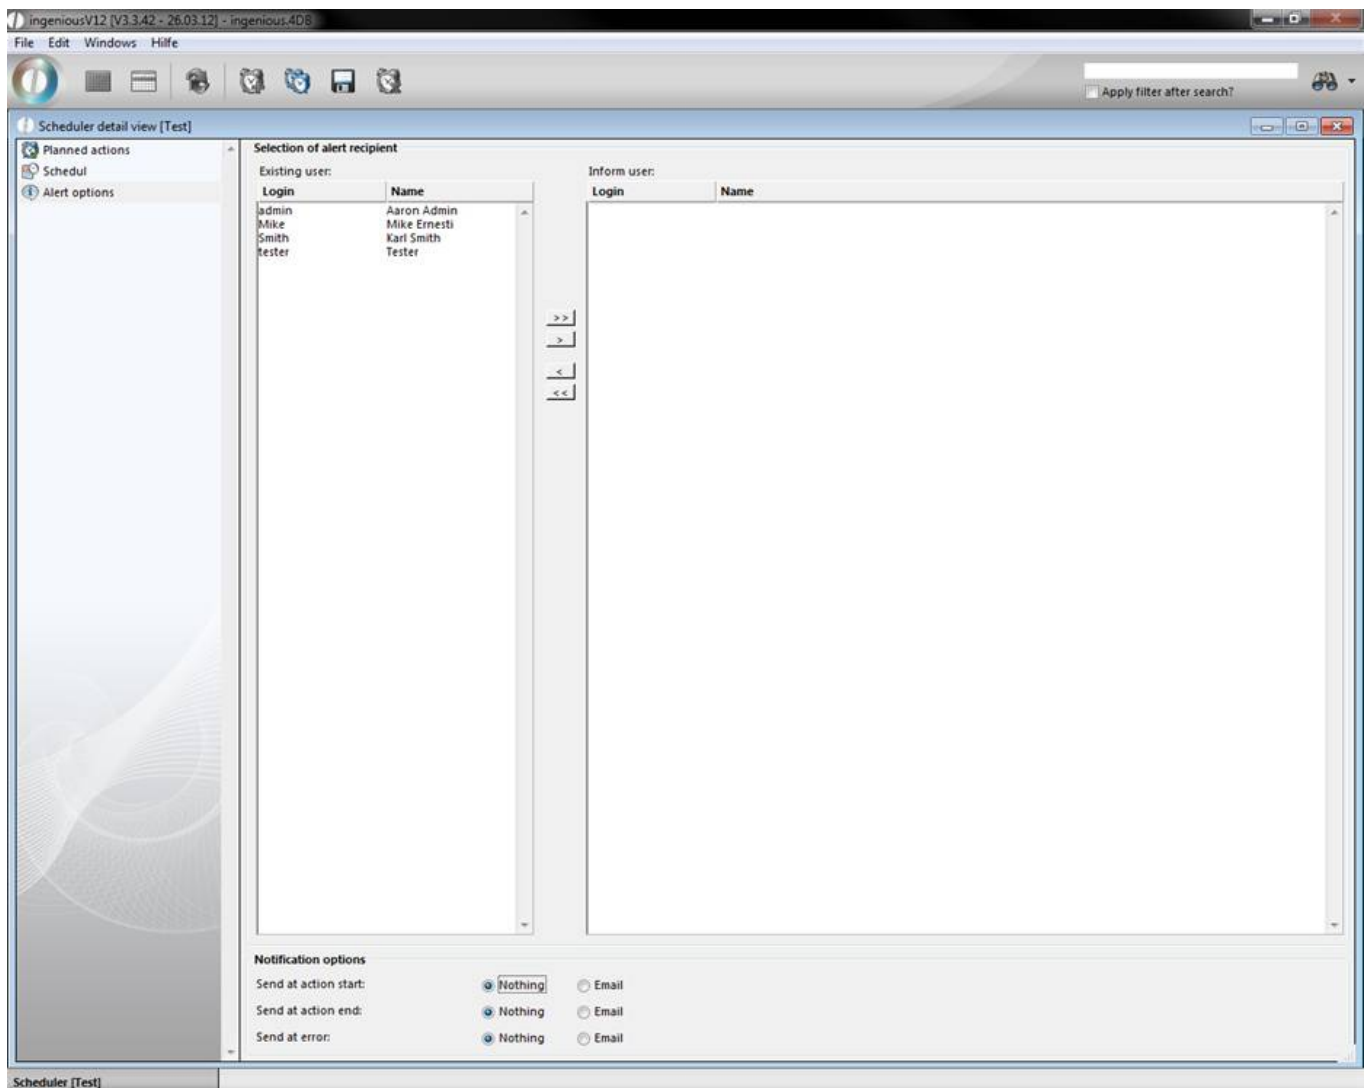 ingeniousV12 [V3.3.42 - 26.03.12] - ingenious.4DB
File Edit Windows Hilfe
Apply filter after search?
Scheduler detail view [Test]
Planned actions
Schedul
Alert options
Selection of alert recipient
Existing user:
Login Name
admin Aaron Admin
Mike Mike Ernesti
Smith Karl Smith
tester Tester
>>
>
<
<<
Inform user:
Login Name
Notification options
Send at action start: Nothing Email
Send at action end: Nothing Email
Send at error: Nothing Email
Scheduler [Test]